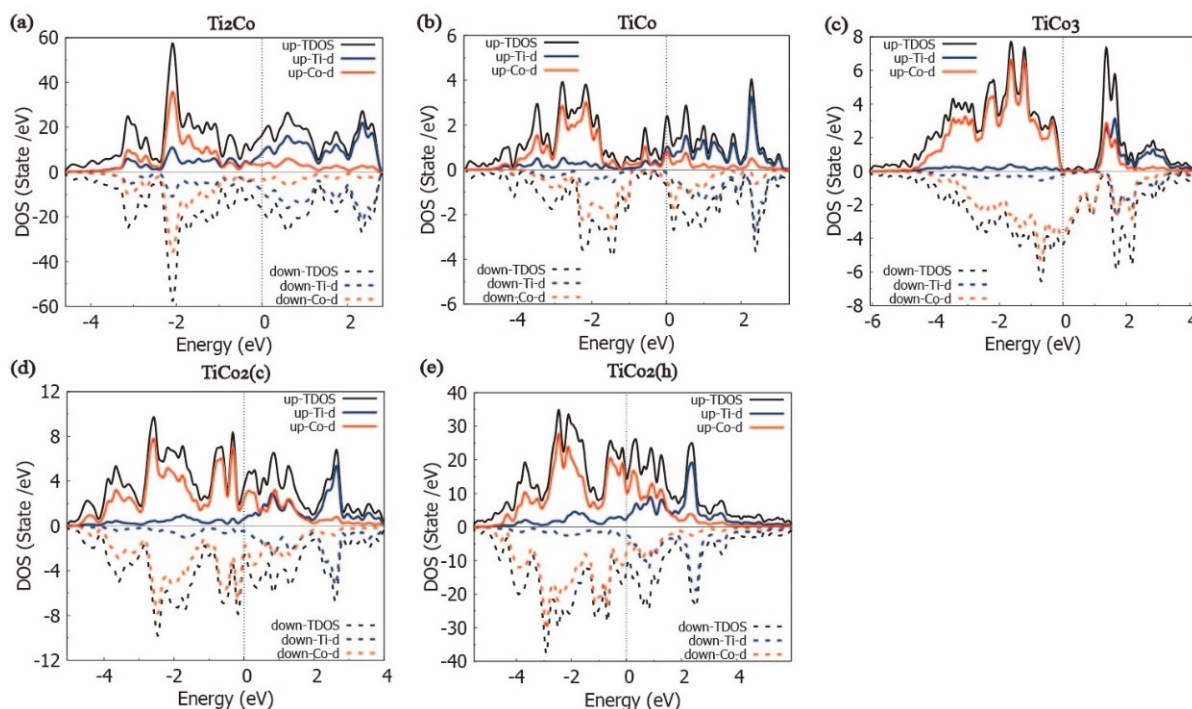 (a)
Ti2Co
60
40
20
0
-20
-40
-60
DOS (State /eV)
up-TDOS
up-Ti-d
up-Co-d
down-TDOS
down-Ti-d
down-Co-d
-4
-2
0
2
Energy (eV)
(b)
TiCo
6
4
2
0
-2
-4
-6
DOS (State /eV)
up-TDOS
up-Ti-d
up-Co-d
down-TDOS
down-Ti-d
down-Co-d
-4
-2
0
2
Energy (eV)
(c)
TiCo3
8
6
4
2
0
-2
-4
-6
-8
DOS (State /eV)
up-TDOS
up-Ti-d
up-Co-d
down-TDOS
down-Ti-d
down-Co-d
-6
-4
-2
0
2
4
Energy (eV)
(d)
TiCo2(c)
12
8
4
0
-4
-8
-12
DOS (State /eV)
up-TDOS
up-Ti-d
up-Co-d
down-TDOS
down-Ti-d
down-Co-d
-4
-2
0
2
4
Energy (eV)
(e)
TiCo2(h)
40
30
20
10
0
-10
-20
-30
-40
DOS (State /eV)
up-TDOS
up-Ti-d
up-Co-d
down-TDOS
down-Ti-d
down-Co-d
-4
-2
0
2
4
Energy (eV)